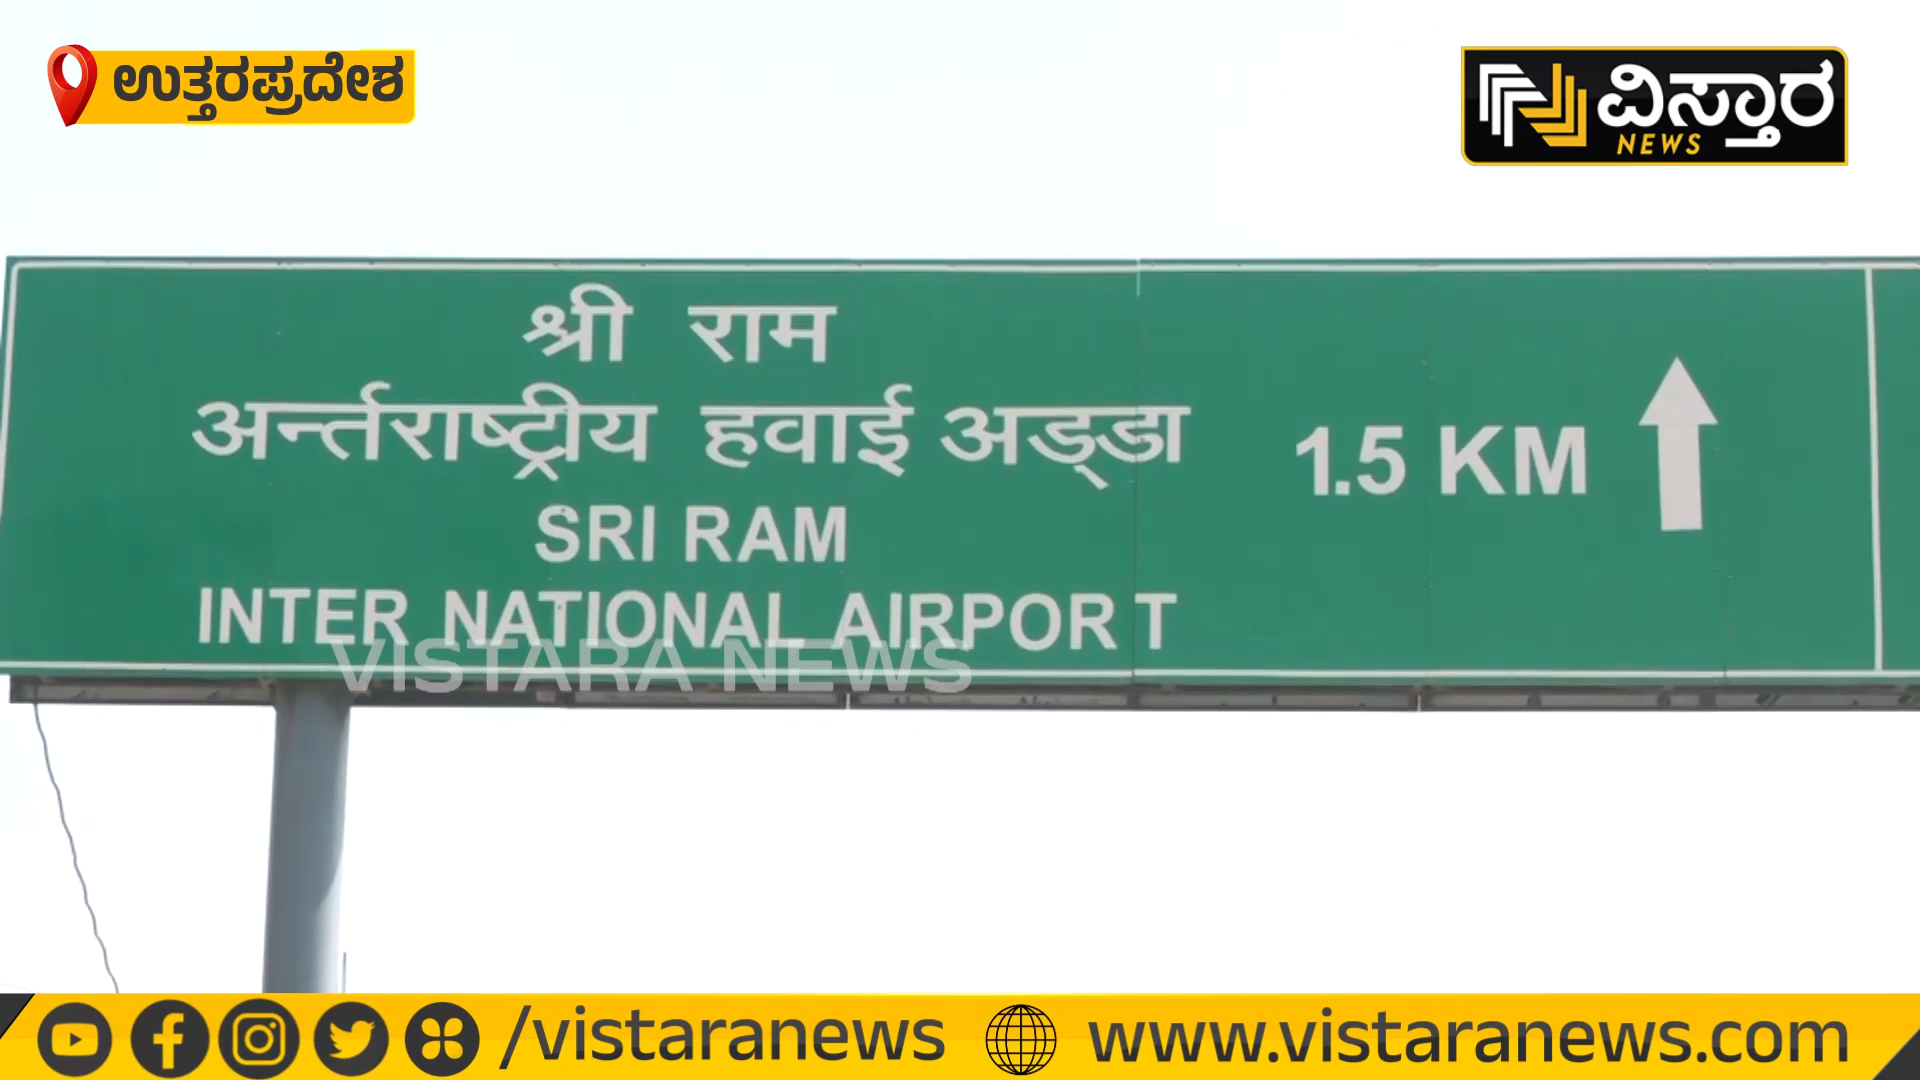 ಉತ್ತರಪ್ರದೇಶ
ವಿಸ್ತಾರ
NEWS
श्री राम
अर्न्तराष्ट्रीय हवाई अड्डा
1.5 KM
SRI RAM
INTER NATIONAL AIRPORT
VISTARA NEWS
/vistaranews
www.vistaranews.com